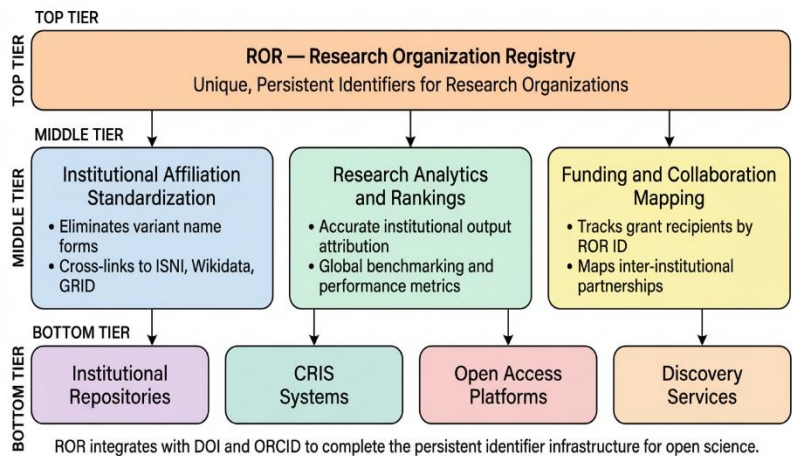 TOP TIER
TOP TIER
ROR — Research Organization Registry
Unique, Persistent Identifiers for Research Organizations
MIDDLE TIER
MIDDLE TIER
Institutional Affiliation
Standardization
• Eliminates variant name
forms
• Cross-links to ISNI, Wikidata,
GRID
Research Analytics
and Rankings
• Accurate institutional output
attribution
• Global benchmarking and
performance metrics
Funding and Collaboration
Mapping
• Tracks grant recipients by
ROR ID
• Maps inter-institutional
partnerships
BOTTOM TIER
BOTTOM TIER
Institutional
Repositories
CRIS
Systems
Open Access
Platforms
Discovery
Services
ROR integrates with DOI and ORCID to complete the persistent identifier infrastructure for open science.